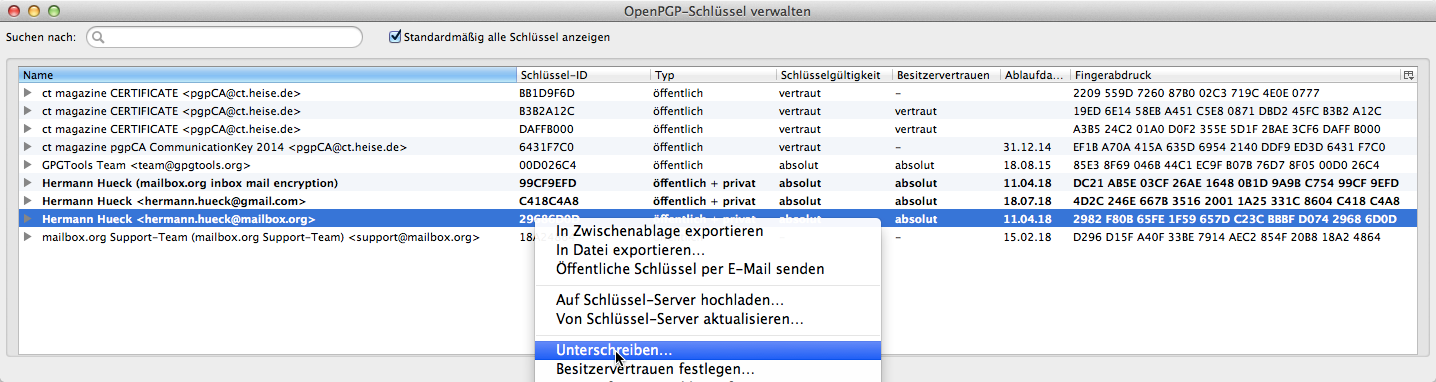 OpenPGP-Schlüssel verwalten
Suchen nach: Standardmäßig alle Schlüssel anzeigen
Name Schlüssel-ID Typ Schlüsselgültigkeit Besitzervertrauen Ablaufda... Fingerabdruck
ct magazine CERTIFICATE <pgpCA@ct.heise.de> BB1D9F6D öffentlich vertraut – 2209 559D 7260 87B0 02C3 719C 4E0E 0777
ct magazine CERTIFICATE <pgpCA@ct.heise.de> B3B2A12C öffentlich vertraut vertraut 19ED 6E14 58EB A451 C5E8 0871 DBD2 45FC B3B2 A12C
ct magazine CERTIFICATE <pgpCA@ct.heise.de> DAFFB000 öffentlich vertraut vertraut A3B5 24C2 01A0 D0F2 355E 5D1F 2BAE 3CF6 DAFF B000
ct magazine pgpCA CommunicationKey 2014 <pgpCA@ct.heise.de> 6431F7C0 öffentlich vertraut – 31.12.14 EF1B A70A 415A 635D 6954 2140 DDF9 ED3D 6431 F7C0
GPGTools Team <team@gpgtools.org> 00D026C4 öffentlich absolut absolut 18.08.15 85E3 8F69 046B 44C1 EC9F B07B 76D7 8F05 00D0 26C4
Hermann Hueck (mailbox.org inbox mail encryption) 99CF9EFD öffentlich + privat absolut absolut 11.04.18 DC21 AB5E 03CF 26AE 1648 0B1D 9A9B C754 99CF 9EFD
Hermann Hueck <hermann.hueck@gmail.com> C418C4A8 öffentlich + privat absolut absolut 18.07.18 4D2C 246E 667B 3516 2001 1A25 331C 8604 C418 C4A8
Hermann Hueck <hermann.hueck@mailbox.org> 29686D0D öffentlich + privat absolut absolut 11.04.18 2982 F80B 65FE 1F59 657D C23C BBBF D074 2968 6D0D
mailbox.org Support-Team (mailbox.org Support-Team) <support@mailbox.org> – 15.02.18 D296 D15F A40F 33BE 7914 AEC2 854F 20B8 18A2 4864
In Zwischenablage exportieren
In Datei exportieren...
Öffentliche Schlüssel per E-Mail senden
Auf Schlüssel-Server hochladen...
Von Schlüssel-Server aktualisieren...
Unterschreiben...
Besitzervertrauen festlegen...